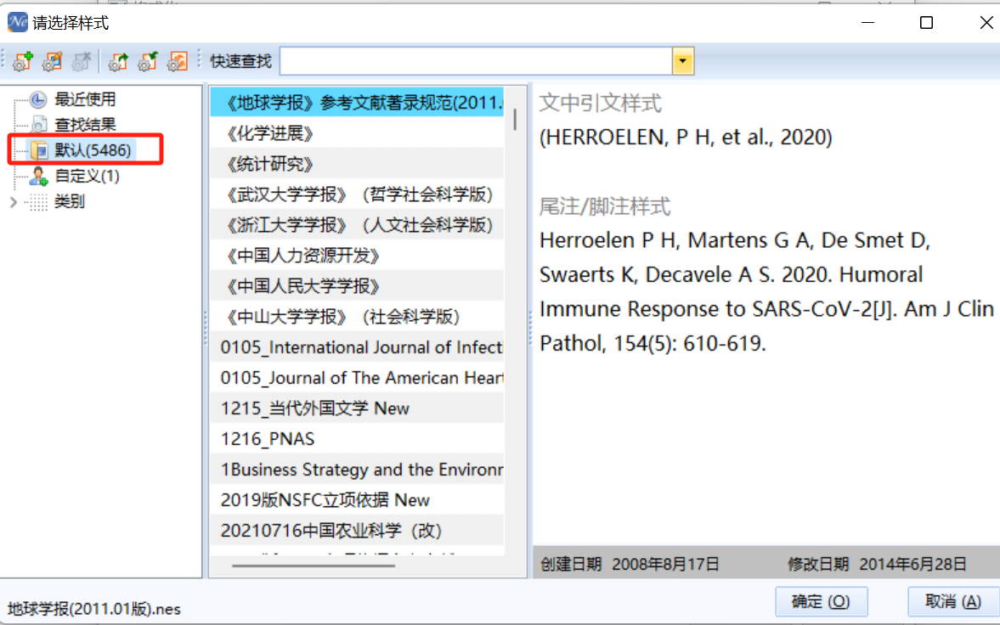 请选择样式
快速查找
最近使用
查找结果
默认(5486)
自定义(1)
类别
《地球学报》参考文献著录规范(2011.
《化学进展》
《统计研究》
《武汉大学学报》（哲学社会科学版）
《浙江大学学报》（人文社会科学版）
《中国人力资源开发》
《中国人民大学学报》
《中山大学学报》（社会科学版）
0105_International Journal of Infect
0105_Journal of The American Heart
1215_当代外国文学 New
1216_PNAS
1Business Strategy and the Environm
2019版NSFC立项依据 New
20210716中国农业科学（改）
文中引文样式
(HERROELEN, P H, et al., 2020)
尾注/脚注样式
Herroelen P H, Martens G A, De Smet D,
Swaerts K, Decavele A S. 2020. Humoral
Immune Response to SARS-CoV-2[J]. Am J Clin
Pathol, 154(5): 610-619.
创建日期 2008年8月17日 修改日期 2014年6月28日
地球学报(2011.01版).nes
确定 (O) 取消 (A)